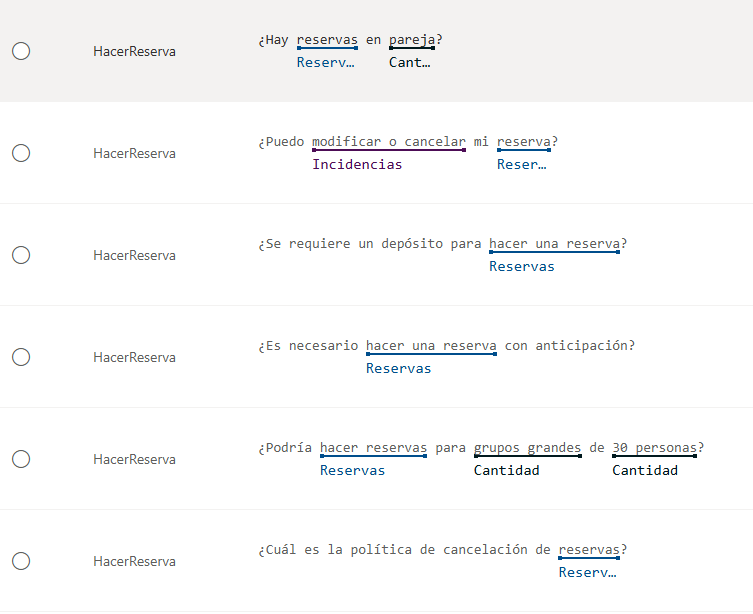 HacerReserva
¿Hay reservas en pareja?
Reserv… Cant…
HacerReserva
¿Puedo modificar o cancelar mi reserva?
Incidencias Reser…
HacerReserva
¿Se requiere un depósito para hacer una reserva?
Reservas
HacerReserva
¿Es necesario hacer una reserva con anticipación?
Reservas
HacerReserva
¿Podría hacer reservas para grupos grandes de 30 personas?
Reservas Cantidad Cantidad
HacerReserva
¿Cuál es la política de cancelación de reservas?
Reserv…